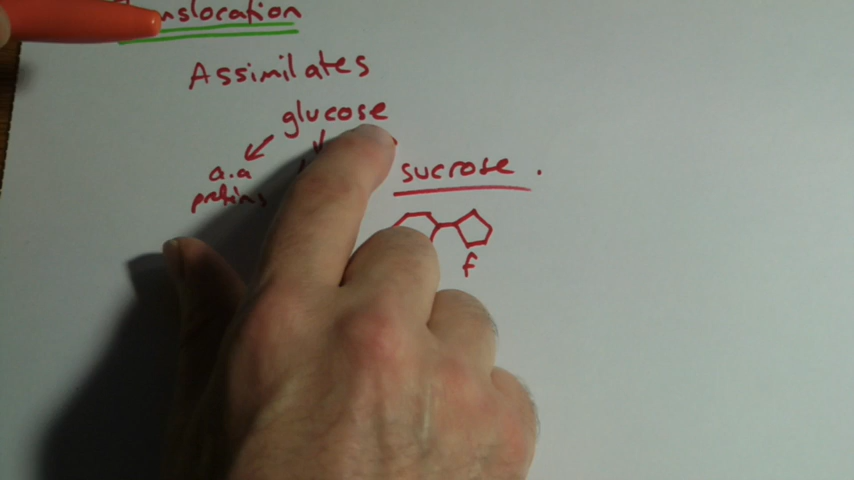 Assimilates
glucose
a.a
proteins
sucrose .
f